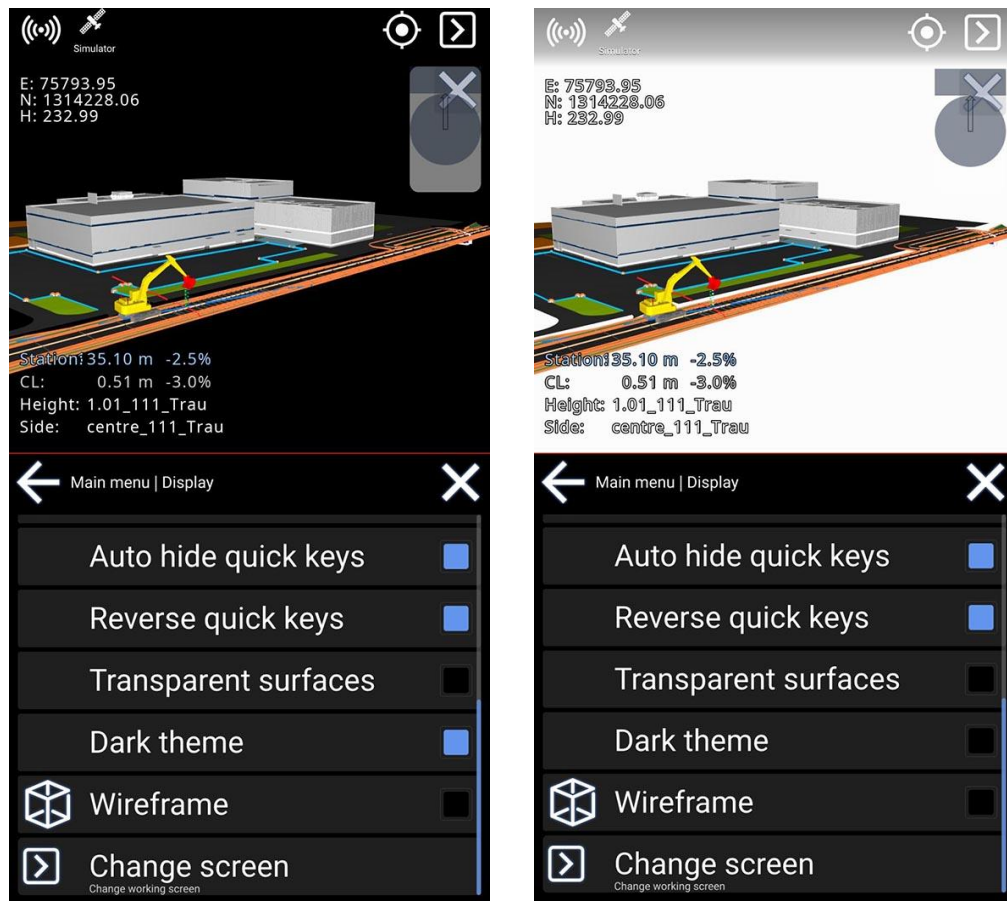 Simulator
E: 75793.95
N: 1314228.06
H: 232.99
Station: 35.10 m -2.5%
CL: 0.51 m -3.0%
Height: 1.01_111_Trau
Side: centre_111_Trau
Main menu | Display
Auto hide quick keys
Reverse quick keys
Transparent surfaces
Dark theme
Wireframe
Change screen
Change working screen
Simulator
E: 75793.95
N: 1314228.06
H: 232.99
Station: 35.10 m -2.5%
CL: 0.51 m -3.0%
Height: 1.01_111_Trau
Side: centre_111_Trau
Main menu | Display
Auto hide quick keys
Reverse quick keys
Transparent surfaces
Dark theme
Wireframe
Change screen
Change working screen